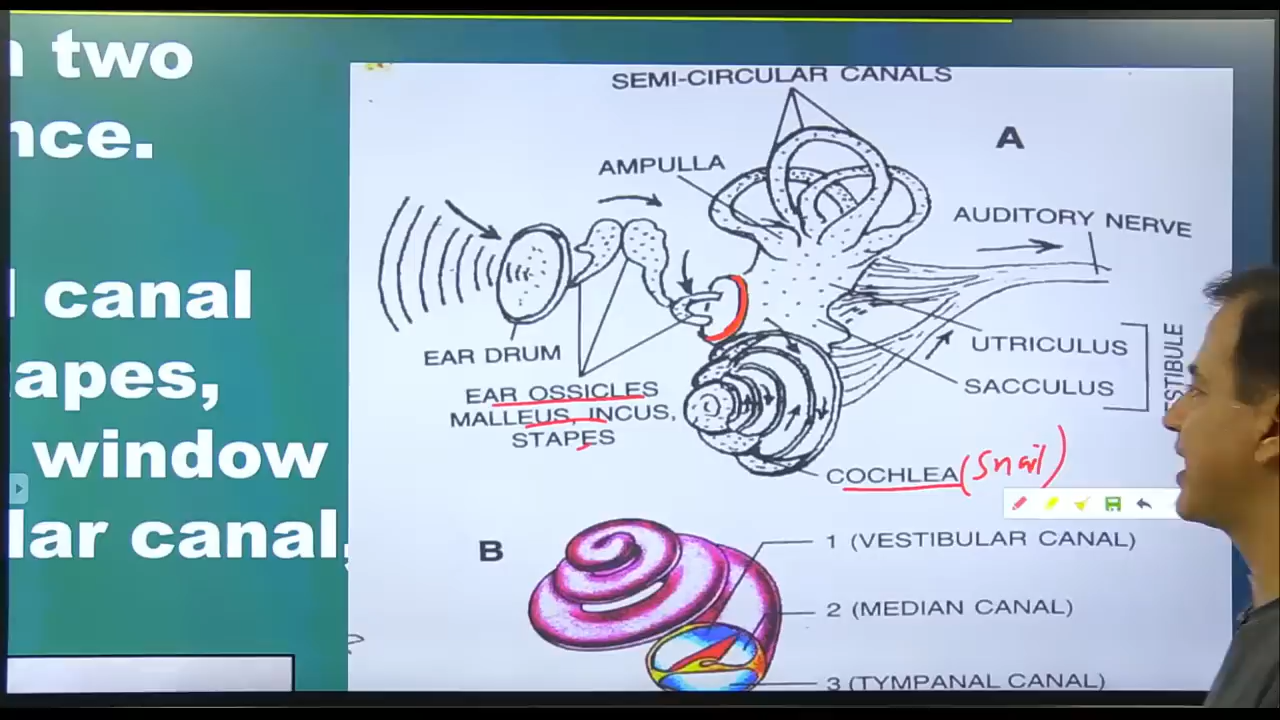 two
nce.
canal
apes,
window
lar canal,
SEMI-CIRCULAR CANALS
A
AMPULLA
AUDITORY NERVE
EAR DRUM
UTRICULUS
SACCULUS
ESTIBULE
EAR OSSICLES
MALLEUS, INCUS,
STAPES
COCHLEA (Snail)
B
1 (VESTIBULAR CANAL)
2 (MEDIAN CANAL)
3 (TYMPANAL CANAL)